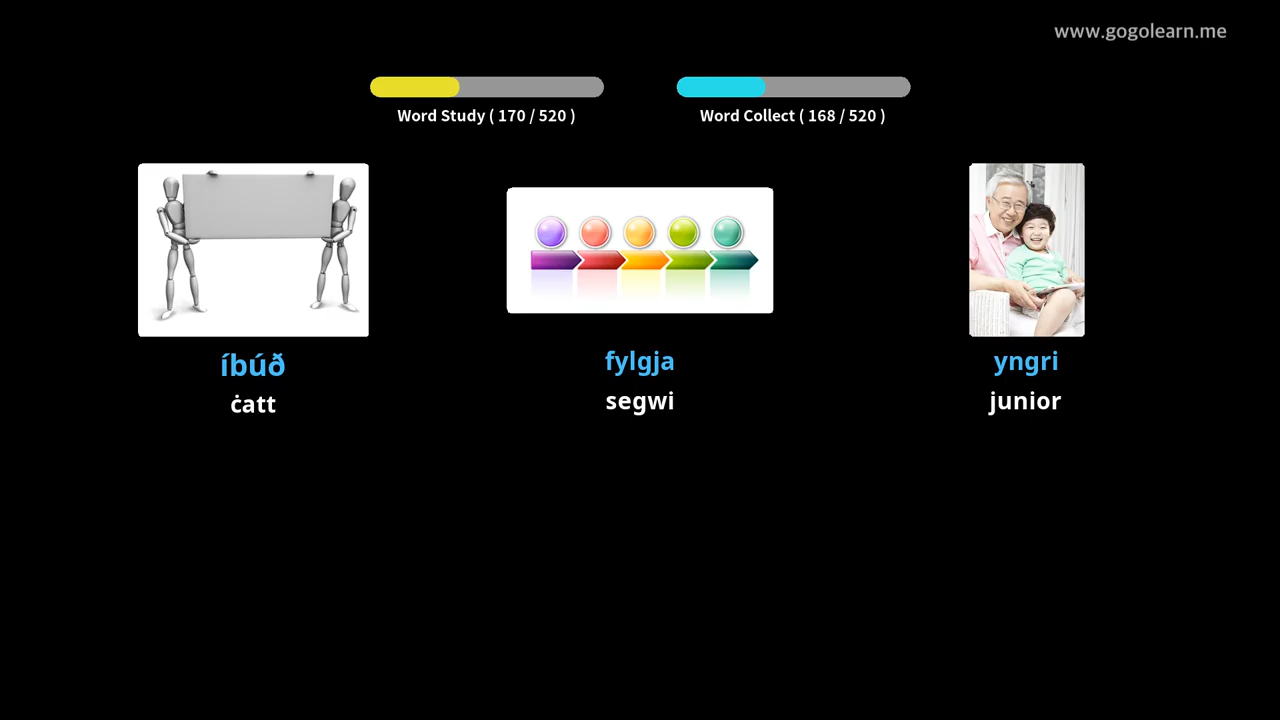 www.gogolearn.me
Word Study ( 170 / 520 )
Word Collect ( 168 / 520 )
íbúð
ċatt
fylgja
segwi
yngri
junior